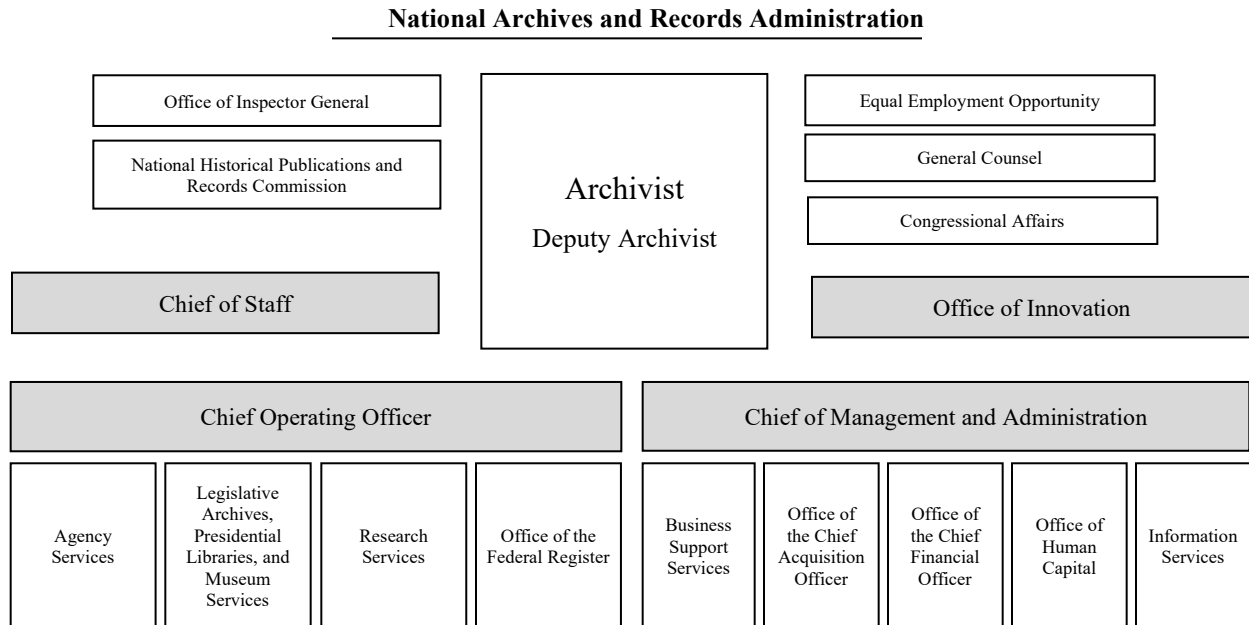 National Archives and Records Administration
Office of Inspector General
National Historical Publications and
Records Commission
Archivist
Deputy Archivist
Equal Employment Opportunity
General Counsel
Congressional Affairs
Chief of Staff
Office of Innovation
Chief Operating Officer
Chief of Management and Administration
Agency
Services
Legislative
Archives,
Presidential
Libraries, and
Museum
Services
Research
Services
Office of the
Federal Register
Business
Support
Services
Office of
the Chief
Acquisition
Officer
Office of
the Chief
Financial
Officer
Office of
Human
Capital
Information
Services